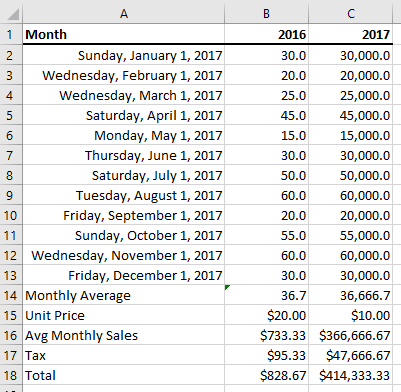 A B C
1 Month 2016 2017
2 Sunday, January 1, 2017 30.0 30,000.0
3 Wednesday, February 1, 2017 20.0 20,000.0
4 Wednesday, March 1, 2017 25.0 25,000.0
5 Saturday, April 1, 2017 45.0 45,000.0
6 Monday, May 1, 2017 15.0 15,000.0
7 Thursday, June 1, 2017 30.0 30,000.0
8 Saturday, July 1, 2017 50.0 50,000.0
9 Tuesday, August 1, 2017 60.0 60,000.0
10 Friday, September 1, 2017 20.0 20,000.0
11 Sunday, October 1, 2017 55.0 55,000.0
12 Wednesday, November 1, 2017 60.0 60,000.0
13 Friday, December 1, 2017 30.0 30,000.0
14 Monthly Average 36.7 36,666.7
15 Unit Price $20.00 $10.00
16 Avg Monthly Sales $733.33 $366,666.67
17 Tax $95.33 $47,666.67
18 Total $828.67 $414,333.33